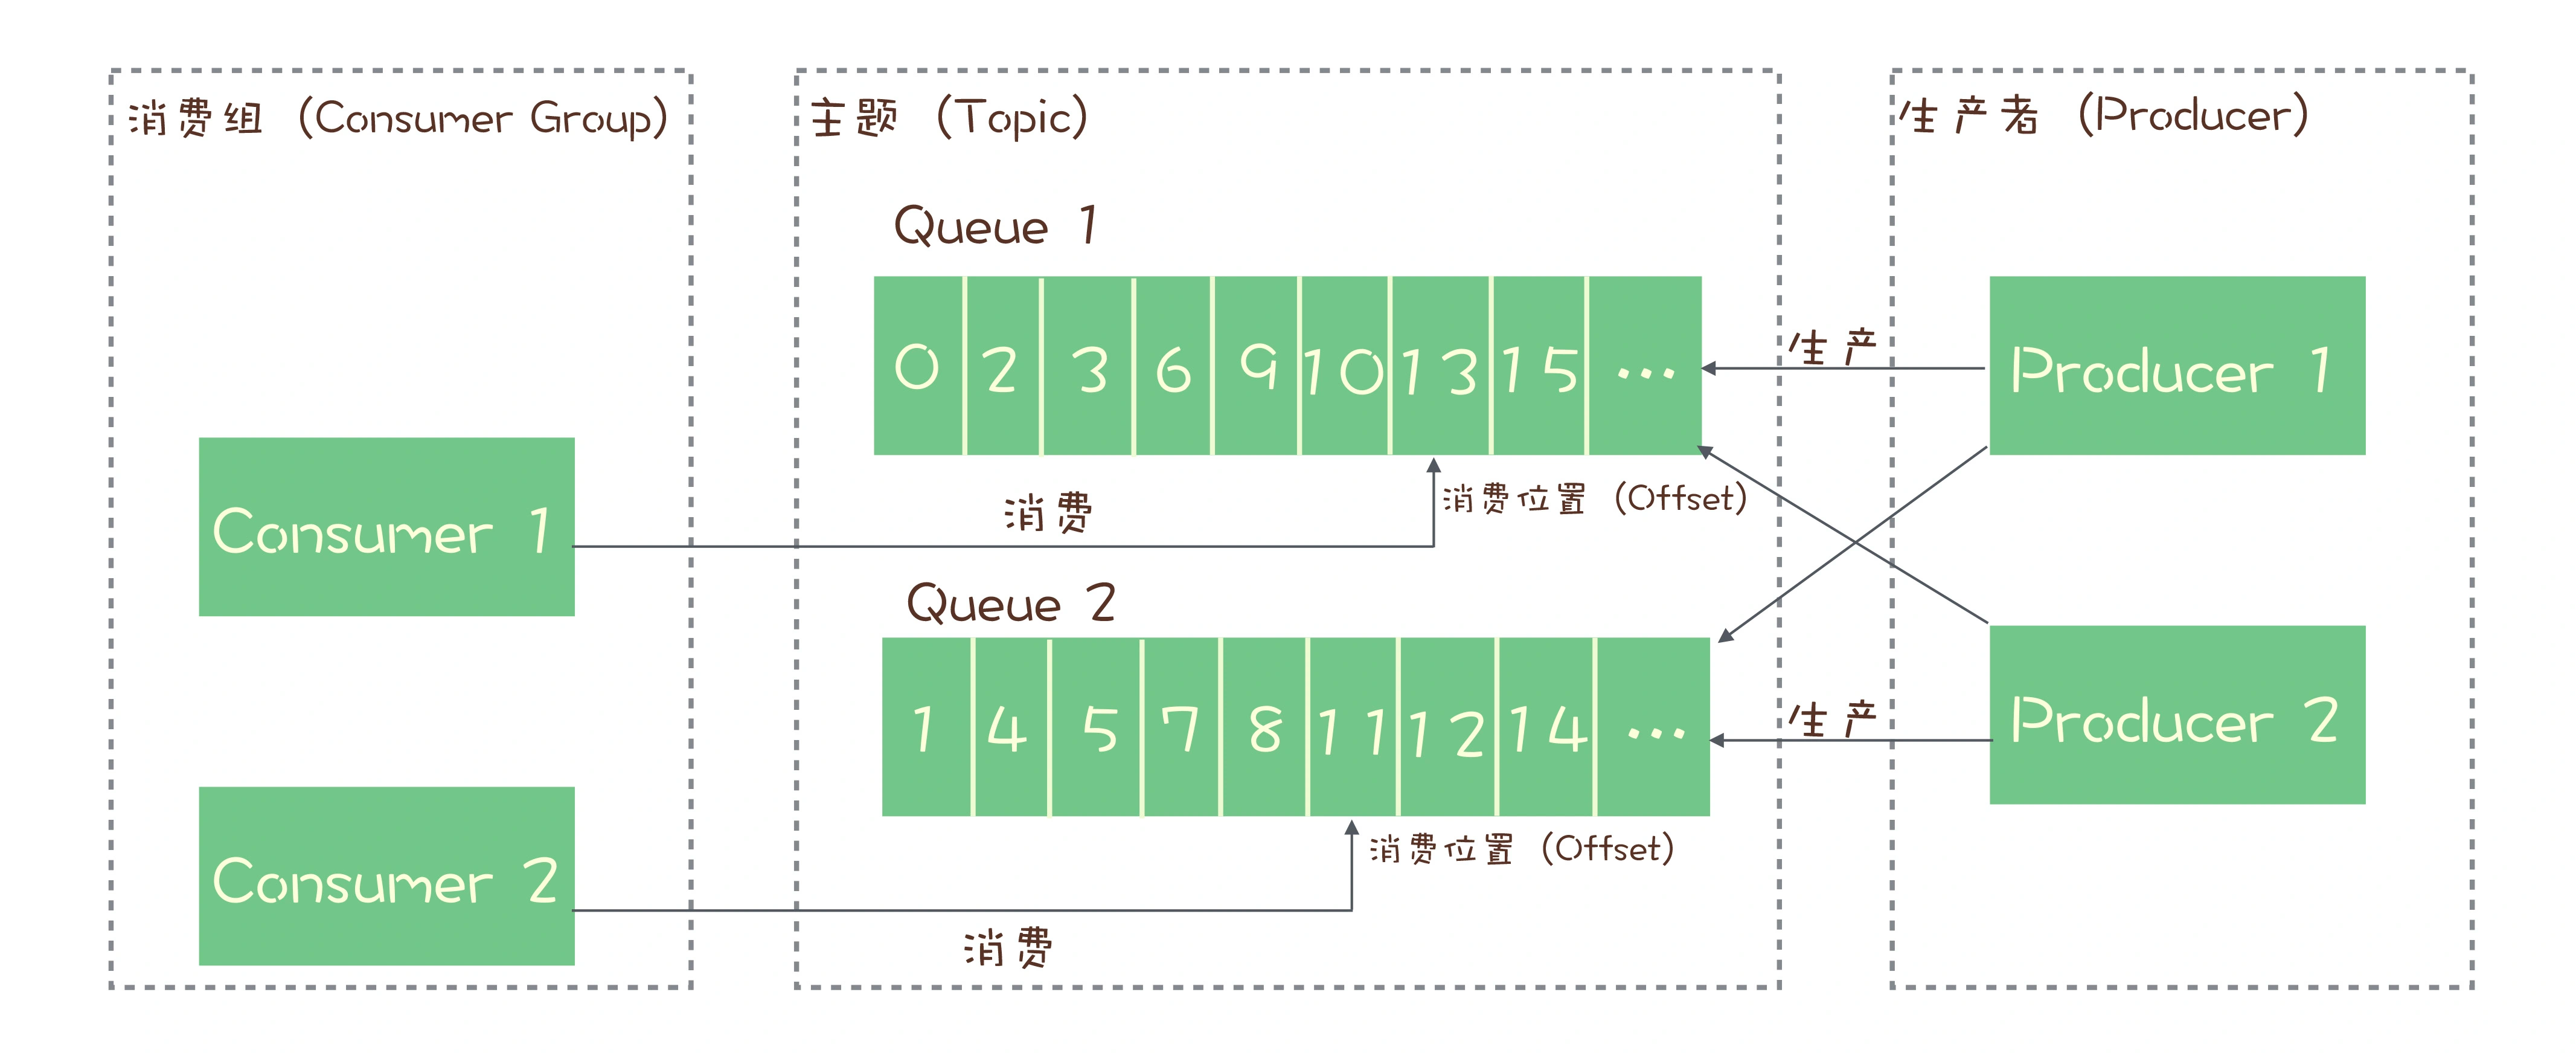 消费组 (Consumer Group)
Consumer 1
Consumer 2
消费
消费
主题 (Topic)
Queue 1
0 2 3 6 9 10 13 15 ...
消费位置 (Offset)
Queue 2
1 4 5 7 8 11 12 14 ...
消费位置 (Offset)
生产
生产
生产者 (Producer)
Producer 1
Producer 2